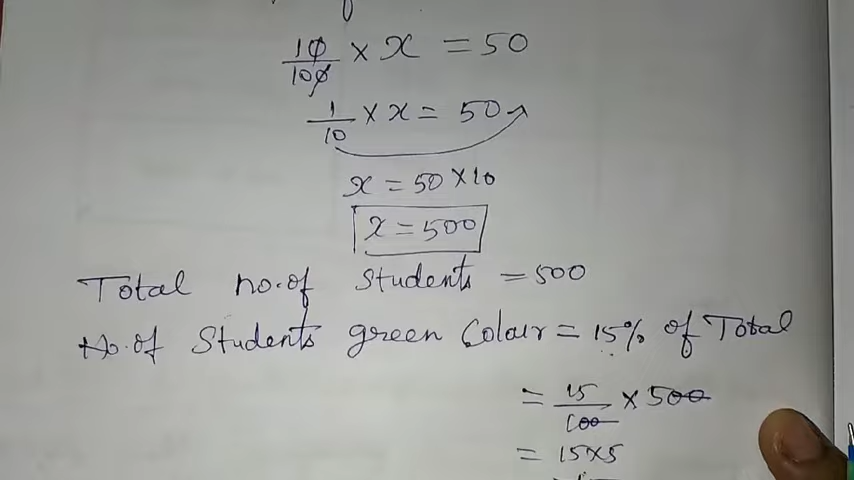 10/100 × x = 50
1/10 × x = 50
x = 50 × 10
x = 500
Total no.of Students = 500
No.of Students green Colour = 15% of Total
= 15/100 × 500
= 15×5